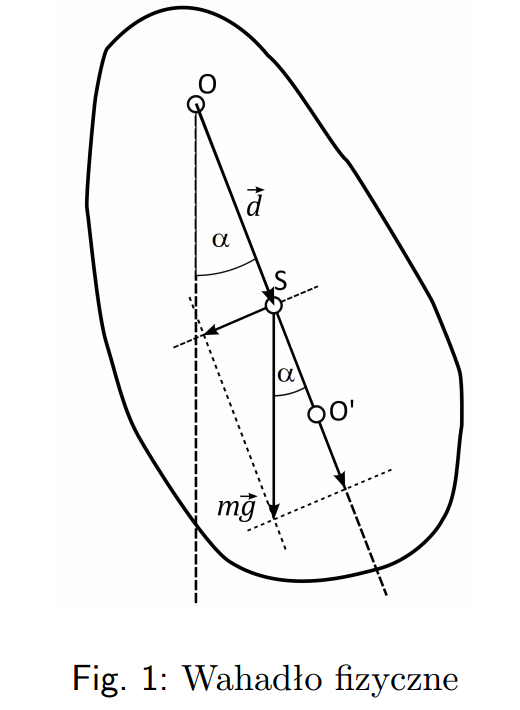 O
d⃗
α
S
α
O'
mg⃗
Fig. 1: Wahadło fizyczne